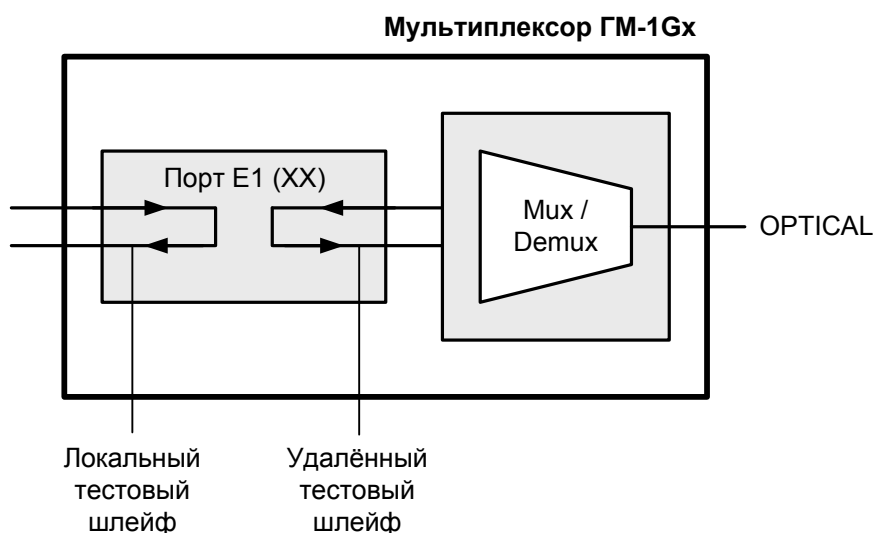 Мультиплексор ГМ-1Gx
Порт E1 (XX)
Mux /
Demux
OPTICAL
Локальный
тестовый
шлейф
Удалённый
тестовый
шлейф